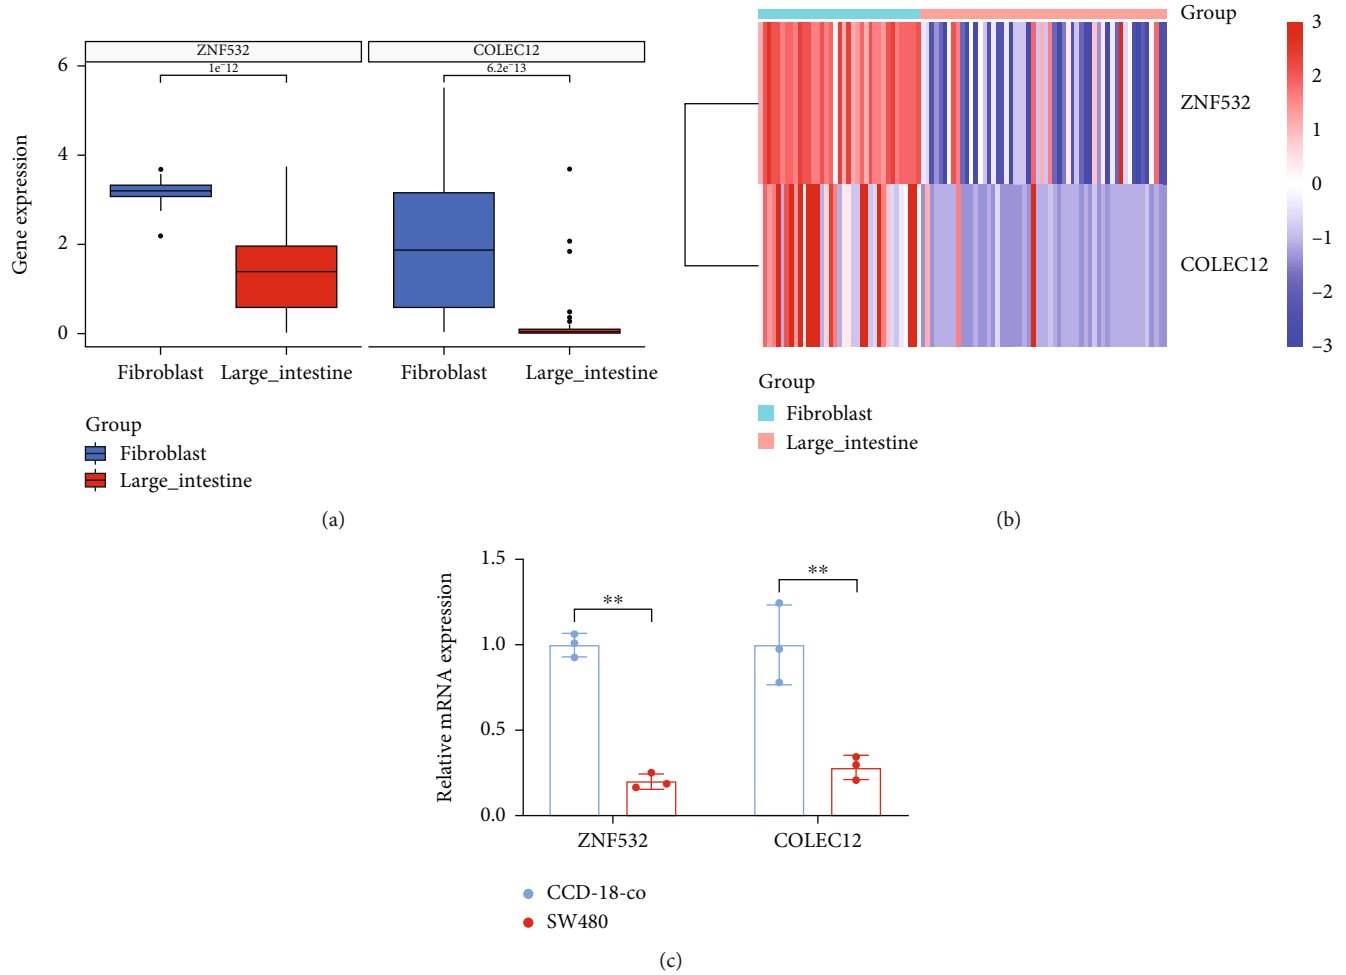 ZNF532
COLEC12
1e⁻12
6.2e⁻13
6
4
2
0
Gene expression
Fibroblast
Large_intestine
Fibroblast
Large_intestine
Group
Fibroblast
Large_intestine
(a)
Group
ZNF532
COLEC12
3
2
1
0
–1
–2
–3
Group
Fibroblast
Large_intestine
(b)
1.5
1.0
0.5
0.0
Relative mRNA expression
**
**
ZNF532
COLEC12
CCD-18-co
SW480
(c)